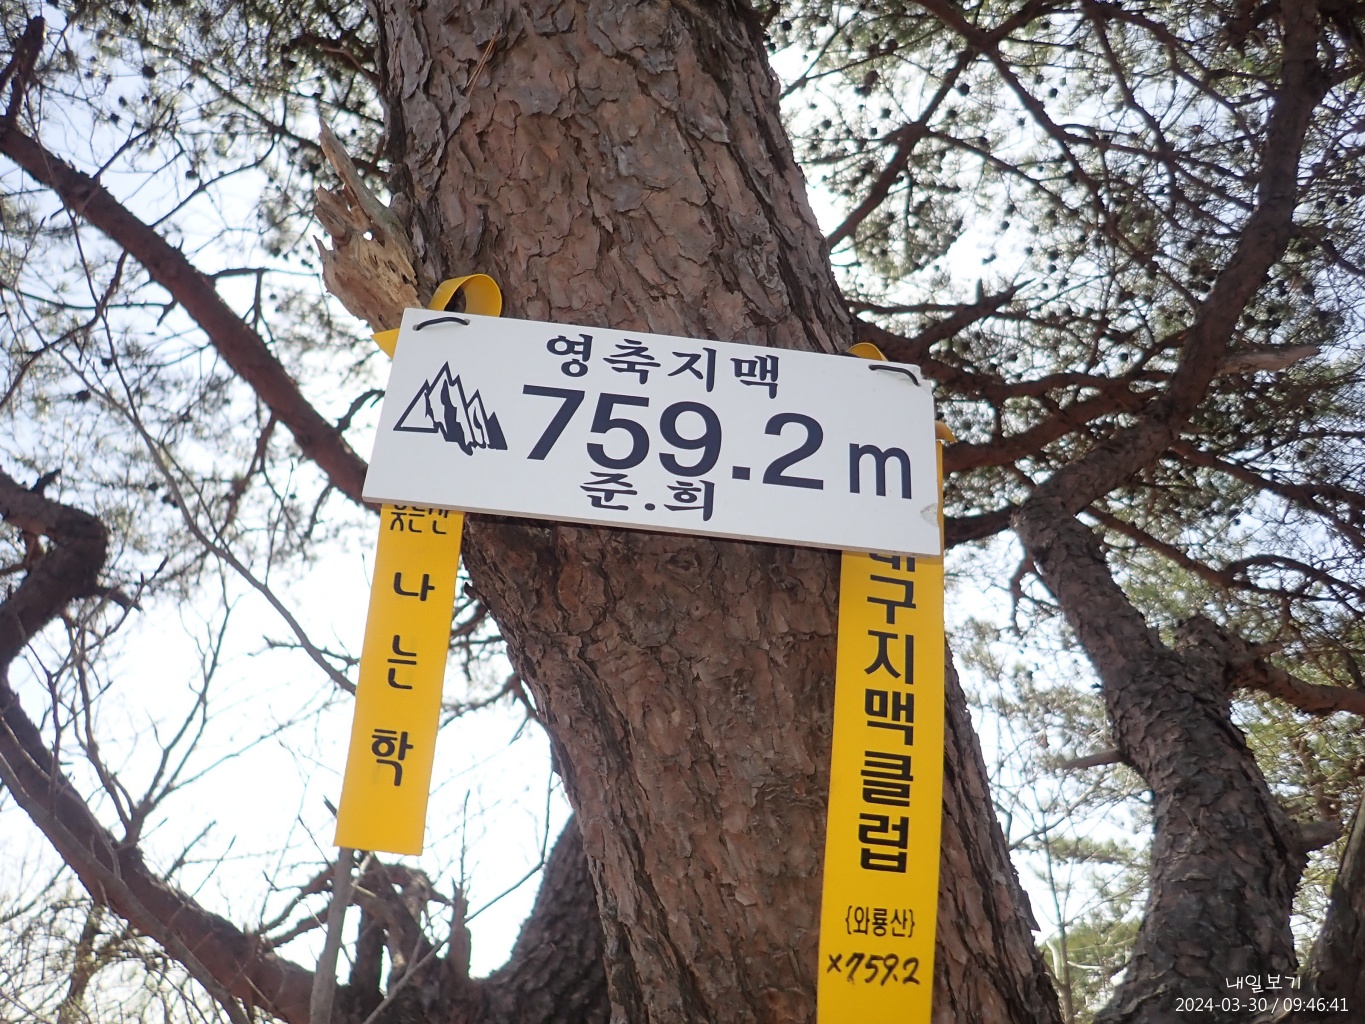 영축지맥
759.2m
준.희
나
는
학
구지맥클럽
{와룡산}
×759.2
내일보기
2024-03-30 / 09:46:41